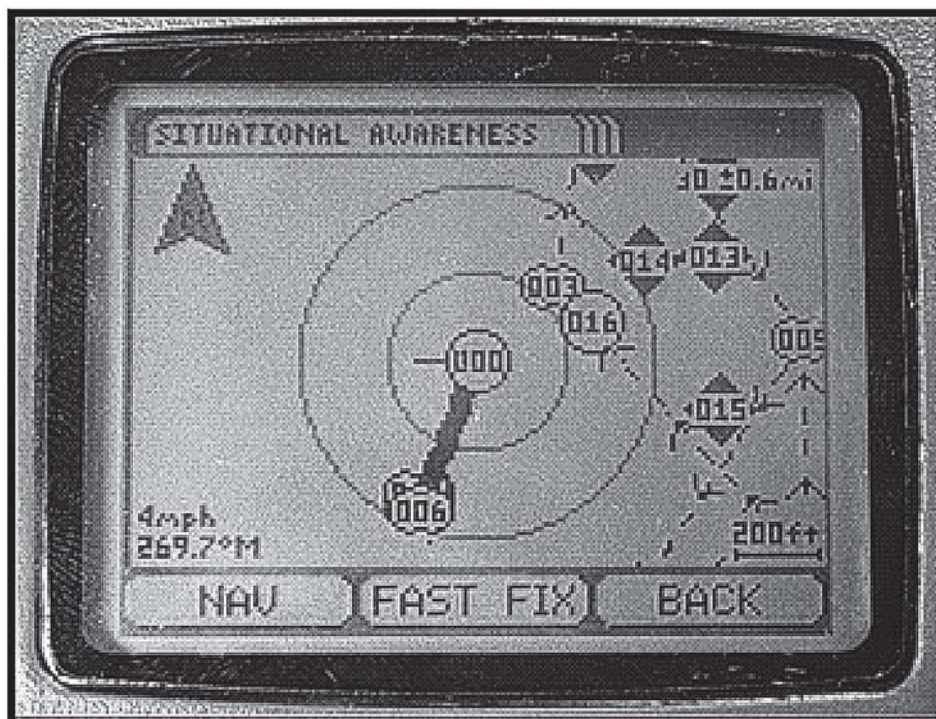 SITUATIONAL AWARENESS
±0.6mi
014
013
003
016
005
000
015
006
4mph
269.7°M
200ft
NAV
FAST FIX
BACK